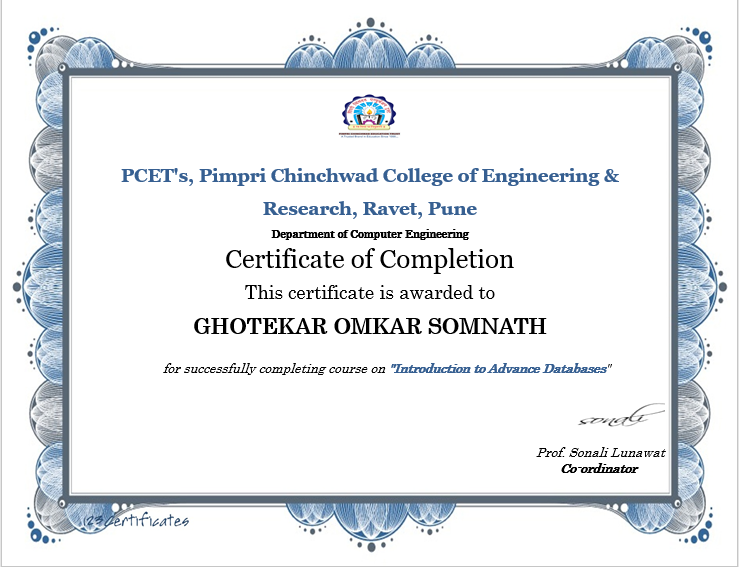 PCET's, Pimpri Chinchwad College of Engineering &
Research, Ravet, Pune
Department of Computer Engineering
Certificate of Completion
This certificate is awarded to
GHOTEKAR OMKAR SOMNATH
for successfully completing course on "Introduction to Advance Databases"
sonali
Prof. Sonali Lunawat
Co-ordinator
123Certificates